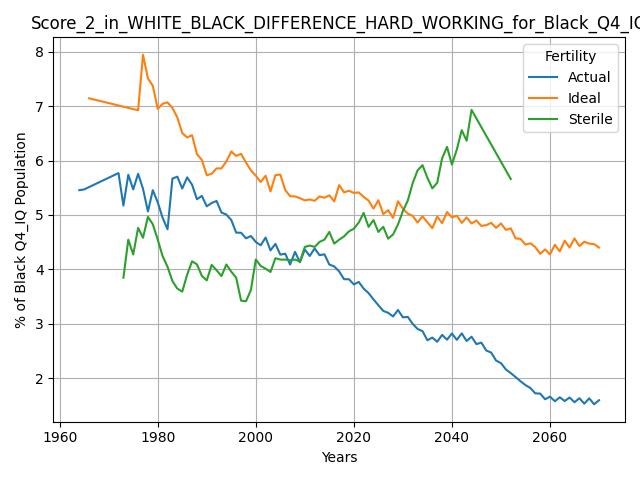 Score_2_in_WHITE_BLACK_DIFFERENCE_HARD_WORKING_for_Black_Q4_IQ
Fertility
Actual
Ideal
Sterile
% of Black Q4_IQ Population
8
7
6
5
4
3
2
1960
1980
2000
2020
2040
2060
Years